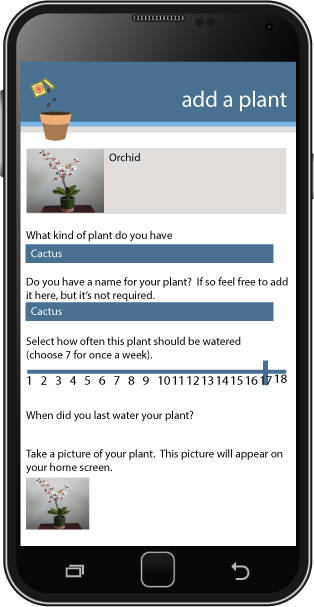 add a plant
Orchid
What kind of plant do you have
Cactus
Do you have a name for your plant?  If so feel free to add
it here, but it's not required.
Cactus
Select how often this plant should be watered
(choose 7 for once a week).
1 2 3 4 5 6 7 8 9 10 11 12 13 14 15 16 17 18
When did you last water your plant?
Take a picture of your plant.  This picture will appear on
your home screen.